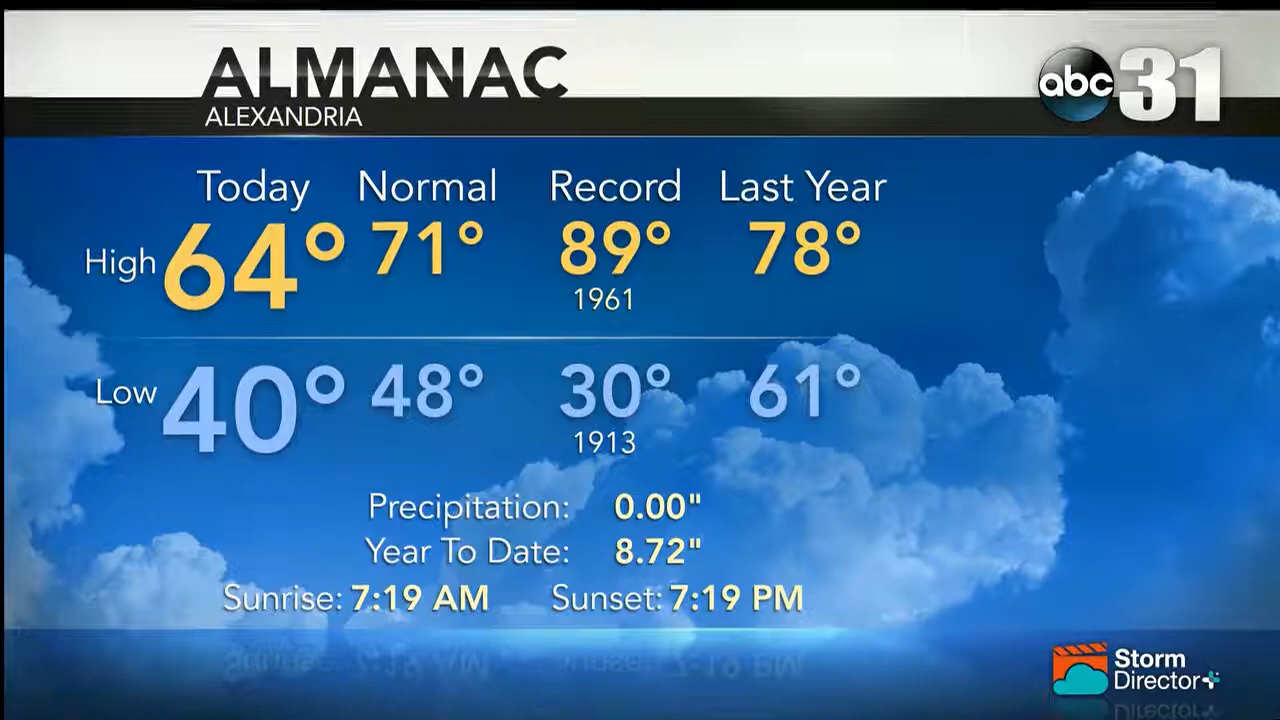 ALMANAC
ALEXANDRIA
abc 31
Today Normal Record Last Year
High 64° 71° 89° 78°
1961
Low 40° 48° 30° 61°
1913
Precipitation: 0.00"
Year To Date: 8.72"
Sunrise: 7:19 AM Sunset: 7:19 PM
Storm
Director+